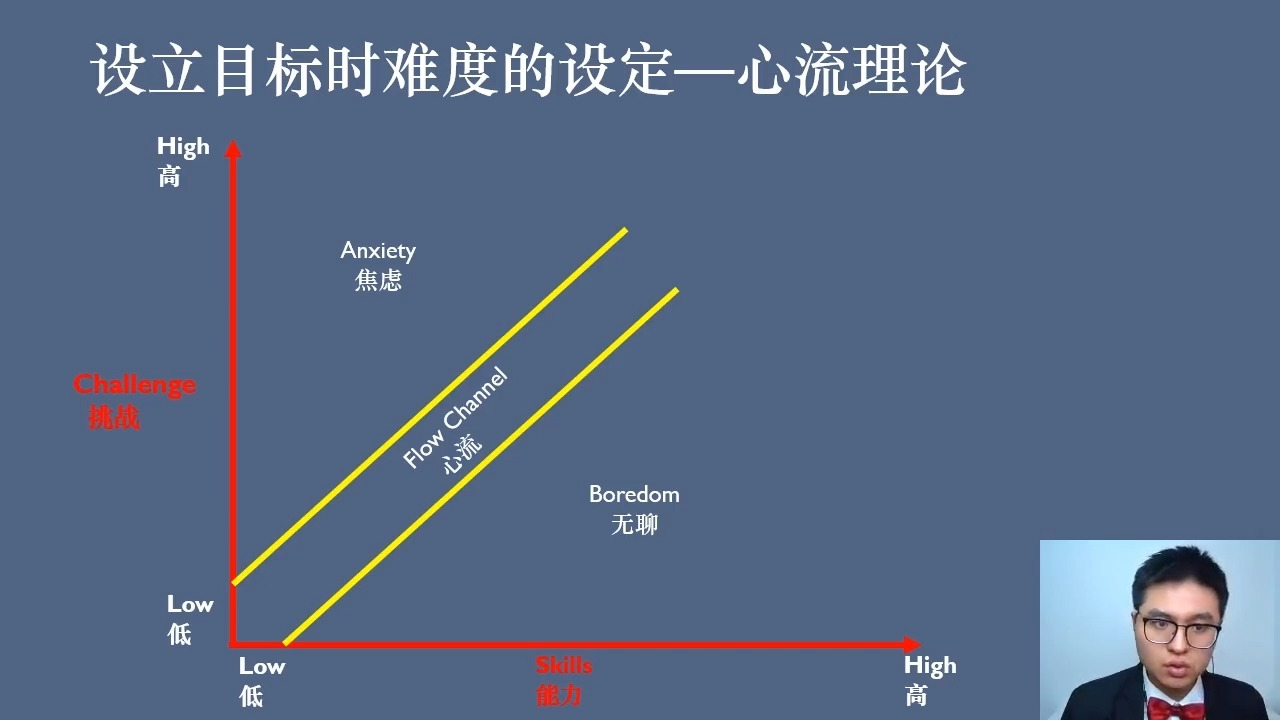 设立目标时难度的设定—心流理论
High
高
Anxiety
焦虑
Challenge
挑战
Flow Channel
心流
Boredom
无聊
Low
低
Low
低
Skills
能力
High
高